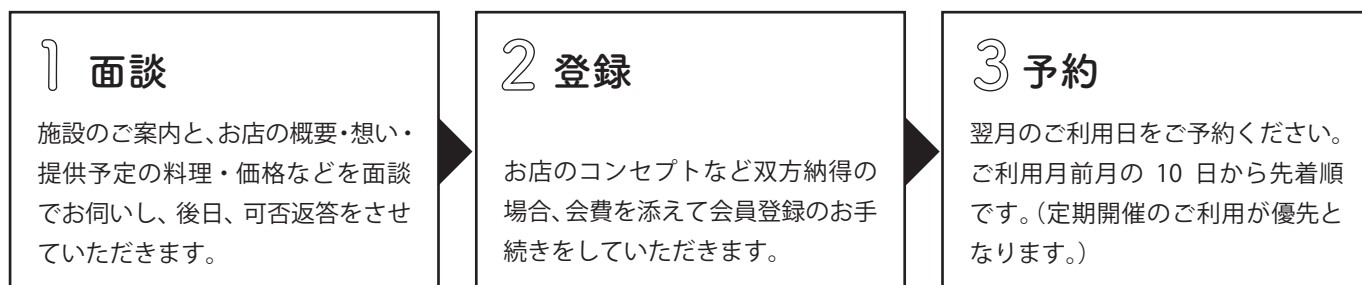 1 面談
施設のご案内と、お店の概要・想い・
提供予定の料理・価格などを面談
でお伺いし、後日、可否返答をさせ
ていただきます。
2 登録
お店のコンセプトなど双方納得の
場合、会費を添えて会員登録のお手
続きをしていただきます。
3 予約
翌月のご利用日をご予約ください。
ご利用月前月の 10 日から先着順
です。(定期開催のご利用が優先と
なります。)